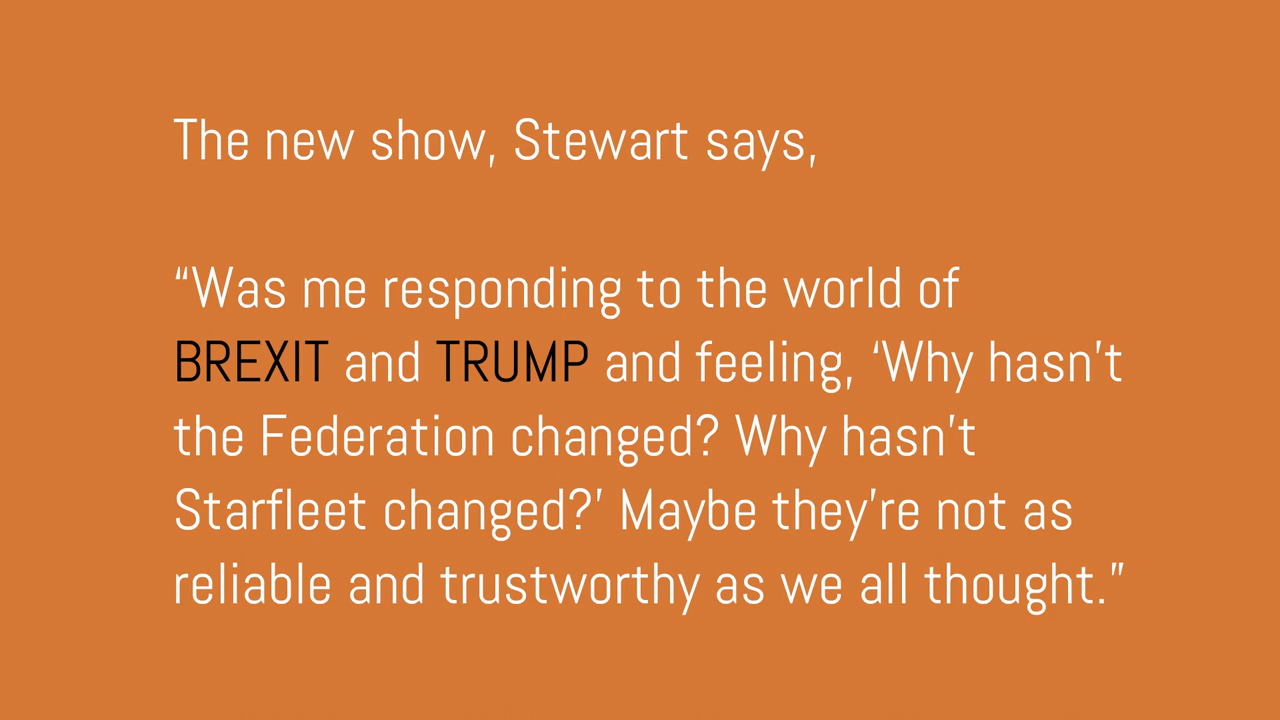 The new show, Stewart says,
“Was me responding to the world of
BREXIT and TRUMP and feeling, ‘Why hasn’t
the Federation changed? Why hasn’t
Starfleet changed?’ Maybe they’re not as
reliable and trustworthy as we all thought.”